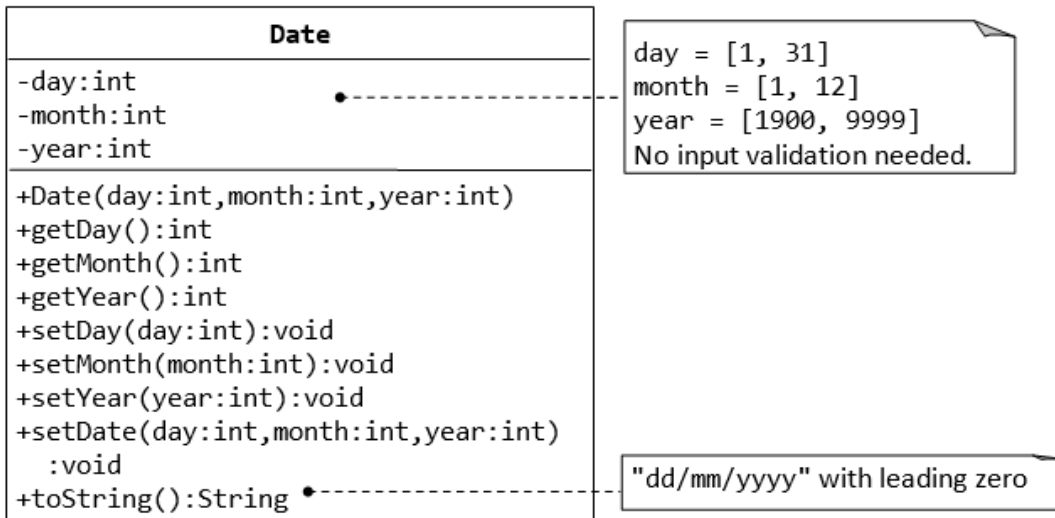 Date
-day:int
-month:int
-year:int
+Date(day:int,month:int,year:int)
+getDay():int
+getMonth():int
+getYear():int
+setDay(day:int):void
+setMonth(month:int):void
+setYear(year:int):void
+setDate(day:int,month:int,year:int)
:void
+toString():String
day = [1, 31]
month = [1, 12]
year = [1900, 9999]
No input validation needed.
"dd/mm/yyyy" with leading zero